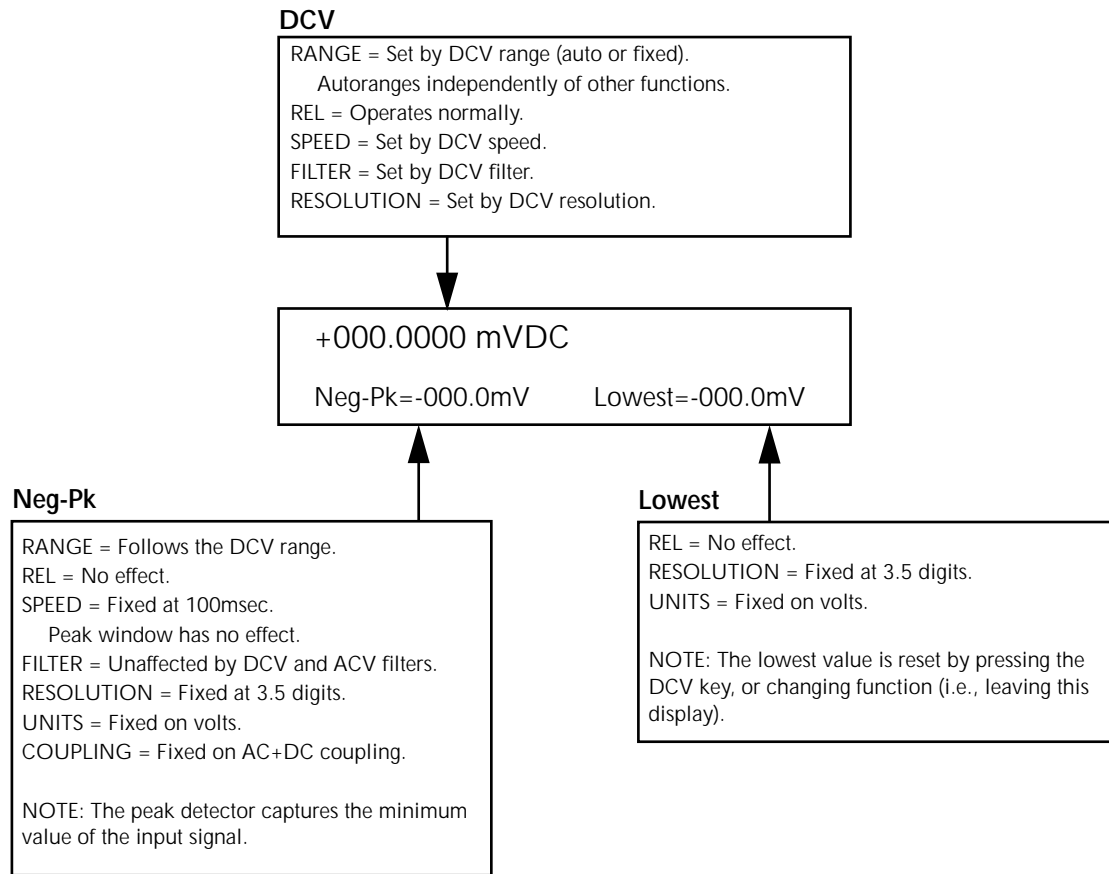 DCV
RANGE = Set by DCV range (auto or fixed).
Autoranges independently of other functions.
REL = Operates normally.
SPEED = Set by DCV speed.
FILTER = Set by DCV filter.
RESOLUTION = Set by DCV resolution.
+000.0000 mVDC
Neg-Pk=-000.0mV Lowest=-000.0mV
Neg-Pk
RANGE = Follows the DCV range.
REL = No effect.
SPEED = Fixed at 100msec.
Peak window has no effect.
FILTER = Unaffected by DCV and ACV filters.
RESOLUTION = Fixed at 3.5 digits.
UNITS = Fixed on volts.
COUPLING = Fixed on AC+DC coupling.
NOTE: The peak detector captures the minimum
value of the input signal.
Lowest
REL = No effect.
RESOLUTION = Fixed at 3.5 digits.
UNITS = Fixed on volts.
NOTE: The lowest value is reset by pressing the
DCV key, or changing function (i.e., leaving this
display).